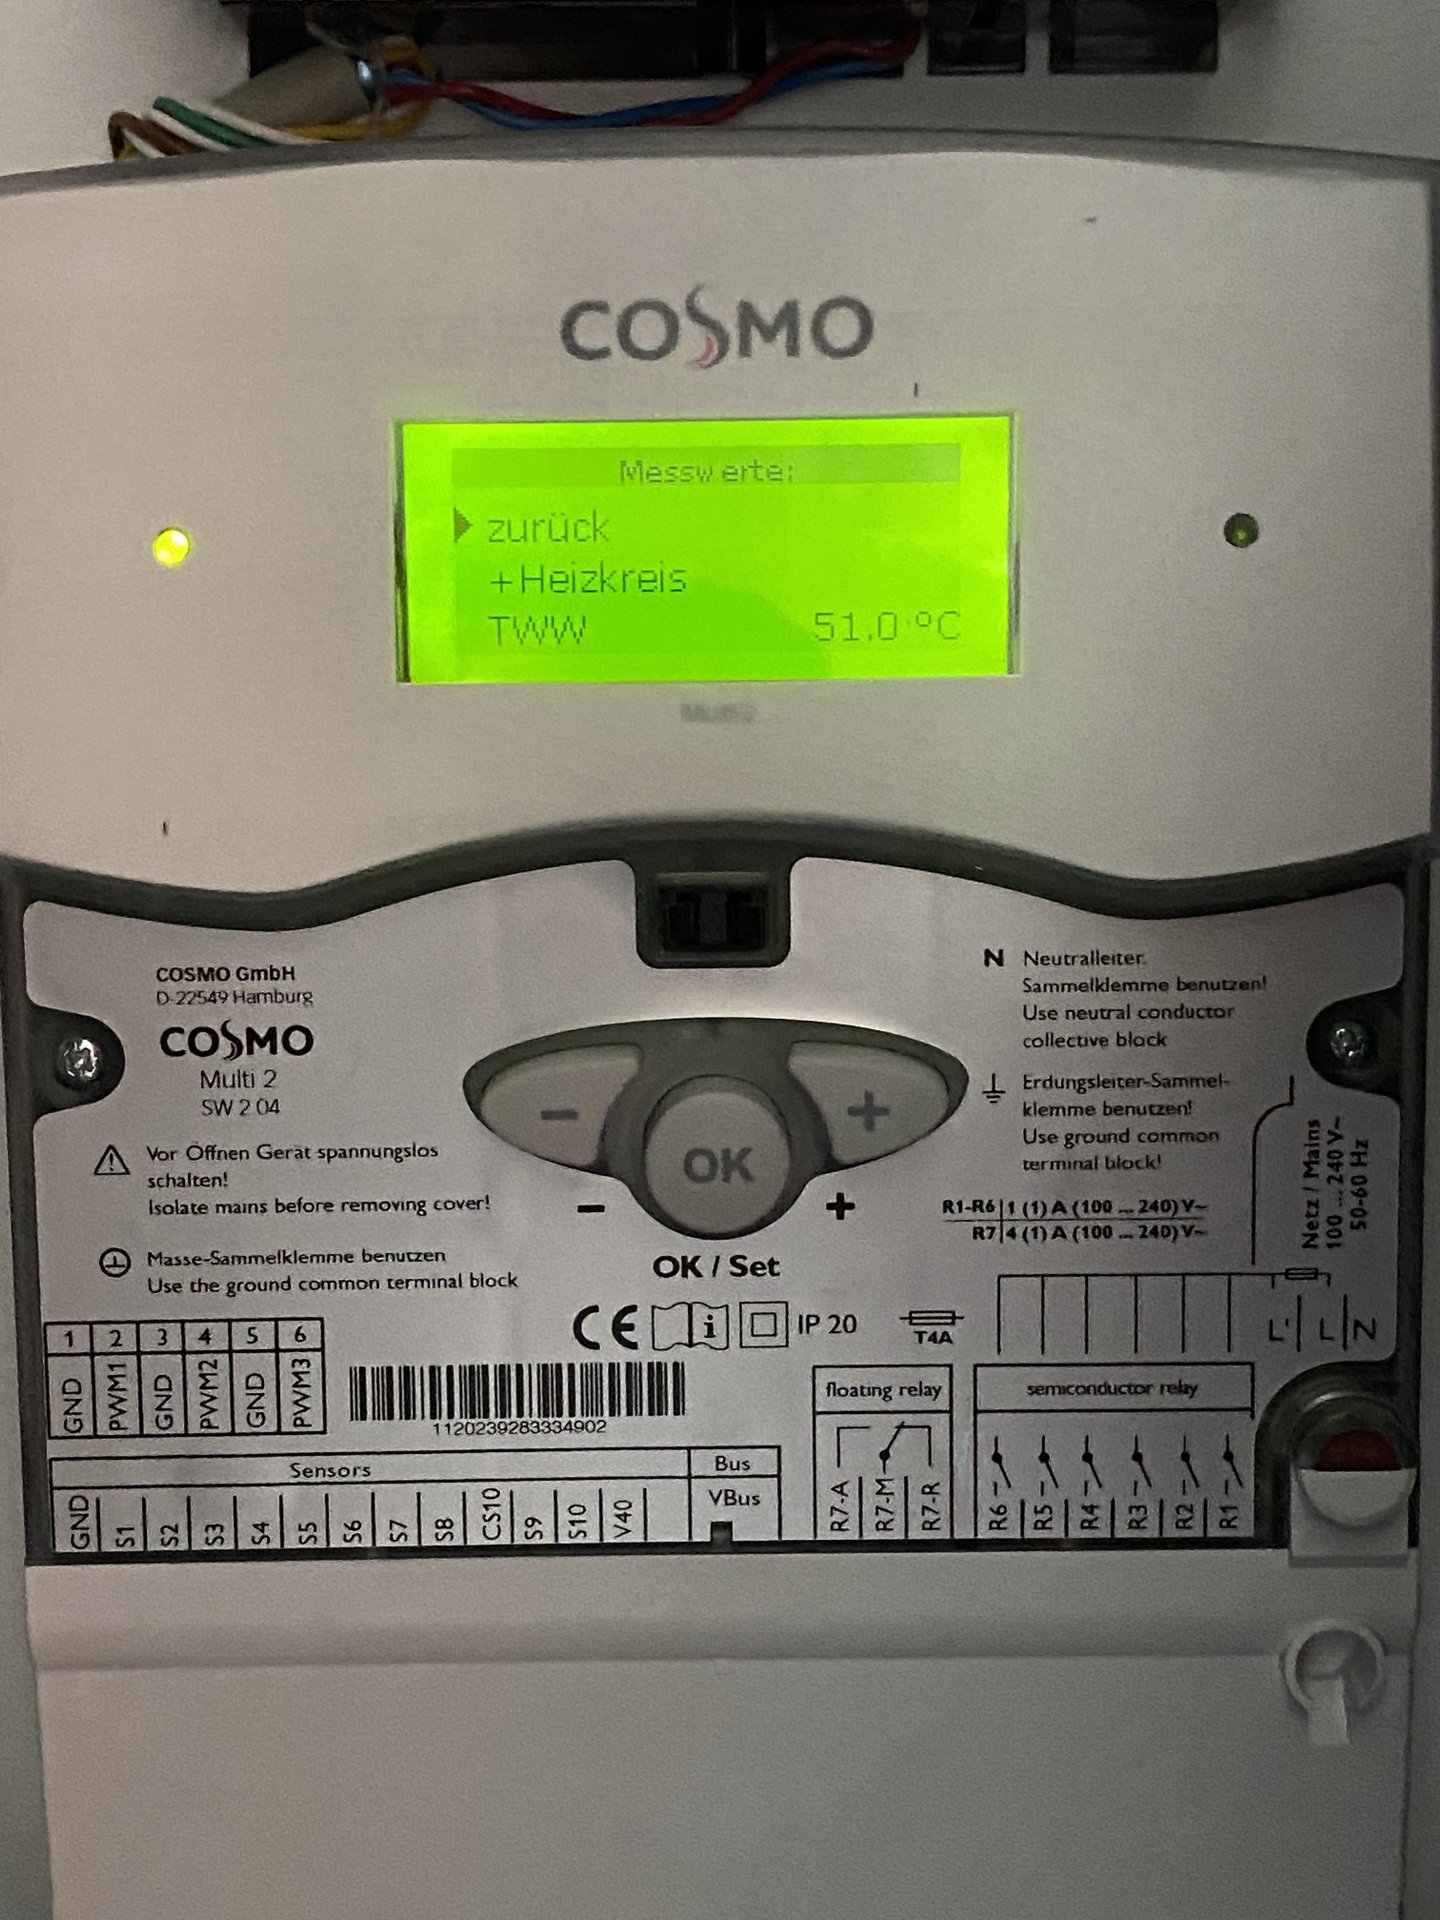 COSMO
Messwerte:
zurück
+Heizkreis
TWW 51.0 °C
Multi 2
COSMO GmbH
D-22549 Hamburg
COSMO
Multi 2
SW 2 04
Vor Öffnen Gerät spannungslos
schalten!
Isolate mains before removing cover!
Masse-Sammelklemme benutzen
Use the ground common terminal block
N Neutralleiter.
Sammelklemme benutzen!
Use neutral conductor
collective block
Erdungsleiter-Sammel-
klemme benutzen!
Use ground common
terminal block!
- OK +
- +
OK / Set
R1-R6 1 (1) A (100 ... 240) V~
R7 4 (1) A (100 ... 240) V~
Netz / Mains
100 ... 240 V~
50-60 Hz
CE i IP 20
T4A
L' L N
1 2 3 4 5 6
GND PWM1 GND PWM2 GND PWM3
1120239283334902
floating relay
R7-A R7-M R7-R
semiconductor relay
R6 R5 R4 R3 R2 R1
Sensors
GND S1 S2 S3 S4 S5 S6 S7 S8 CS10 S9 S10 V40
Bus
VBus